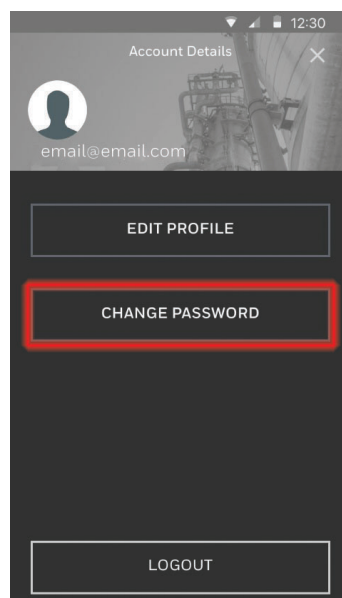 12:30
Account Details
email@email.com
EDIT PROFILE
CHANGE PASSWORD
LOGOUT